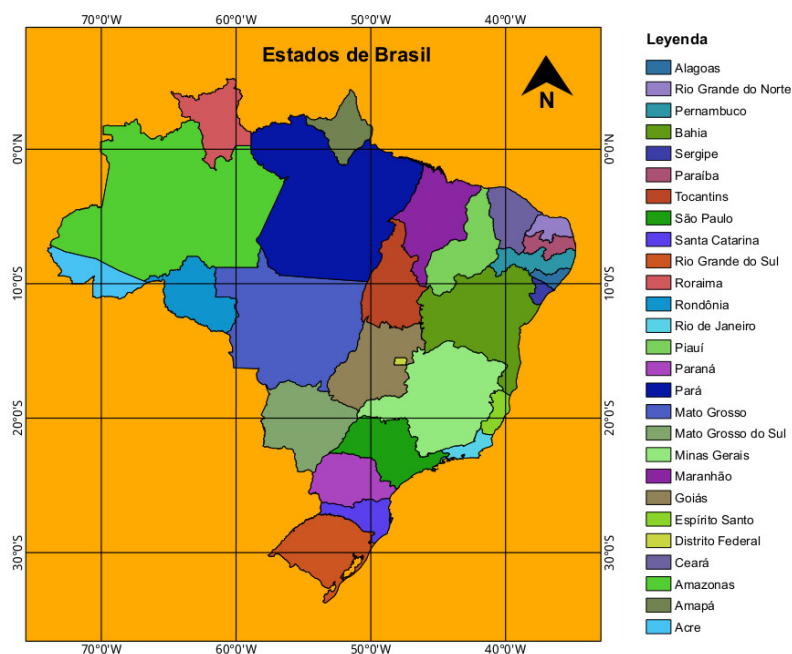 70°0'W 60°0'W 50°0'W 40°0'W
Estados de Brasil
N
0°0'N 0°0'N
10°0'S 10°0'S
20°0'S 20°0'S
30°0'S 30°0'S
70°0'W 60°0'W 50°0'W 40°0'W
Leyenda
Alagoas
Rio Grande do Norte
Pernambuco
Bahia
Sergipe
Paraíba
Tocantins
São Paulo
Santa Catarina
Rio Grande do Sul
Roraima
Rondônia
Rio de Janeiro
Piauí
Paraná
Pará
Mato Grosso
Mato Grosso do Sul
Minas Gerais
Maranhão
Goiás
Espírito Santo
Distrito Federal
Ceará
Amazonas
Amapá
Acre